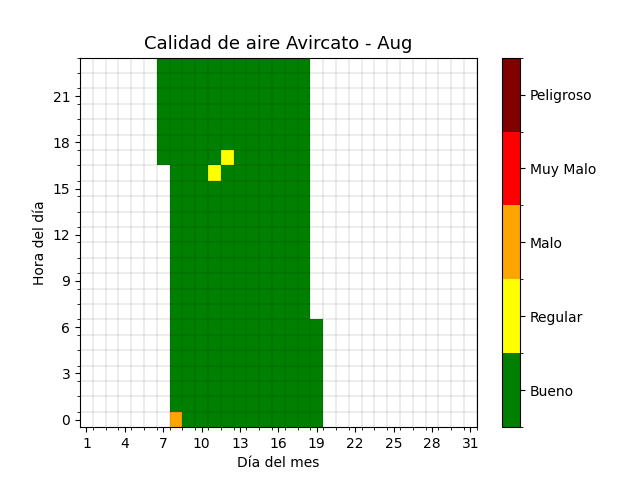 Calidad de aire Avircato - Aug
Hora del día
21
18
15
12
9
6
3
0
1 4 7 10 13 16 19 22 25 28 31
Día del mes
Peligroso
Muy Malo
Malo
Regular
Bueno